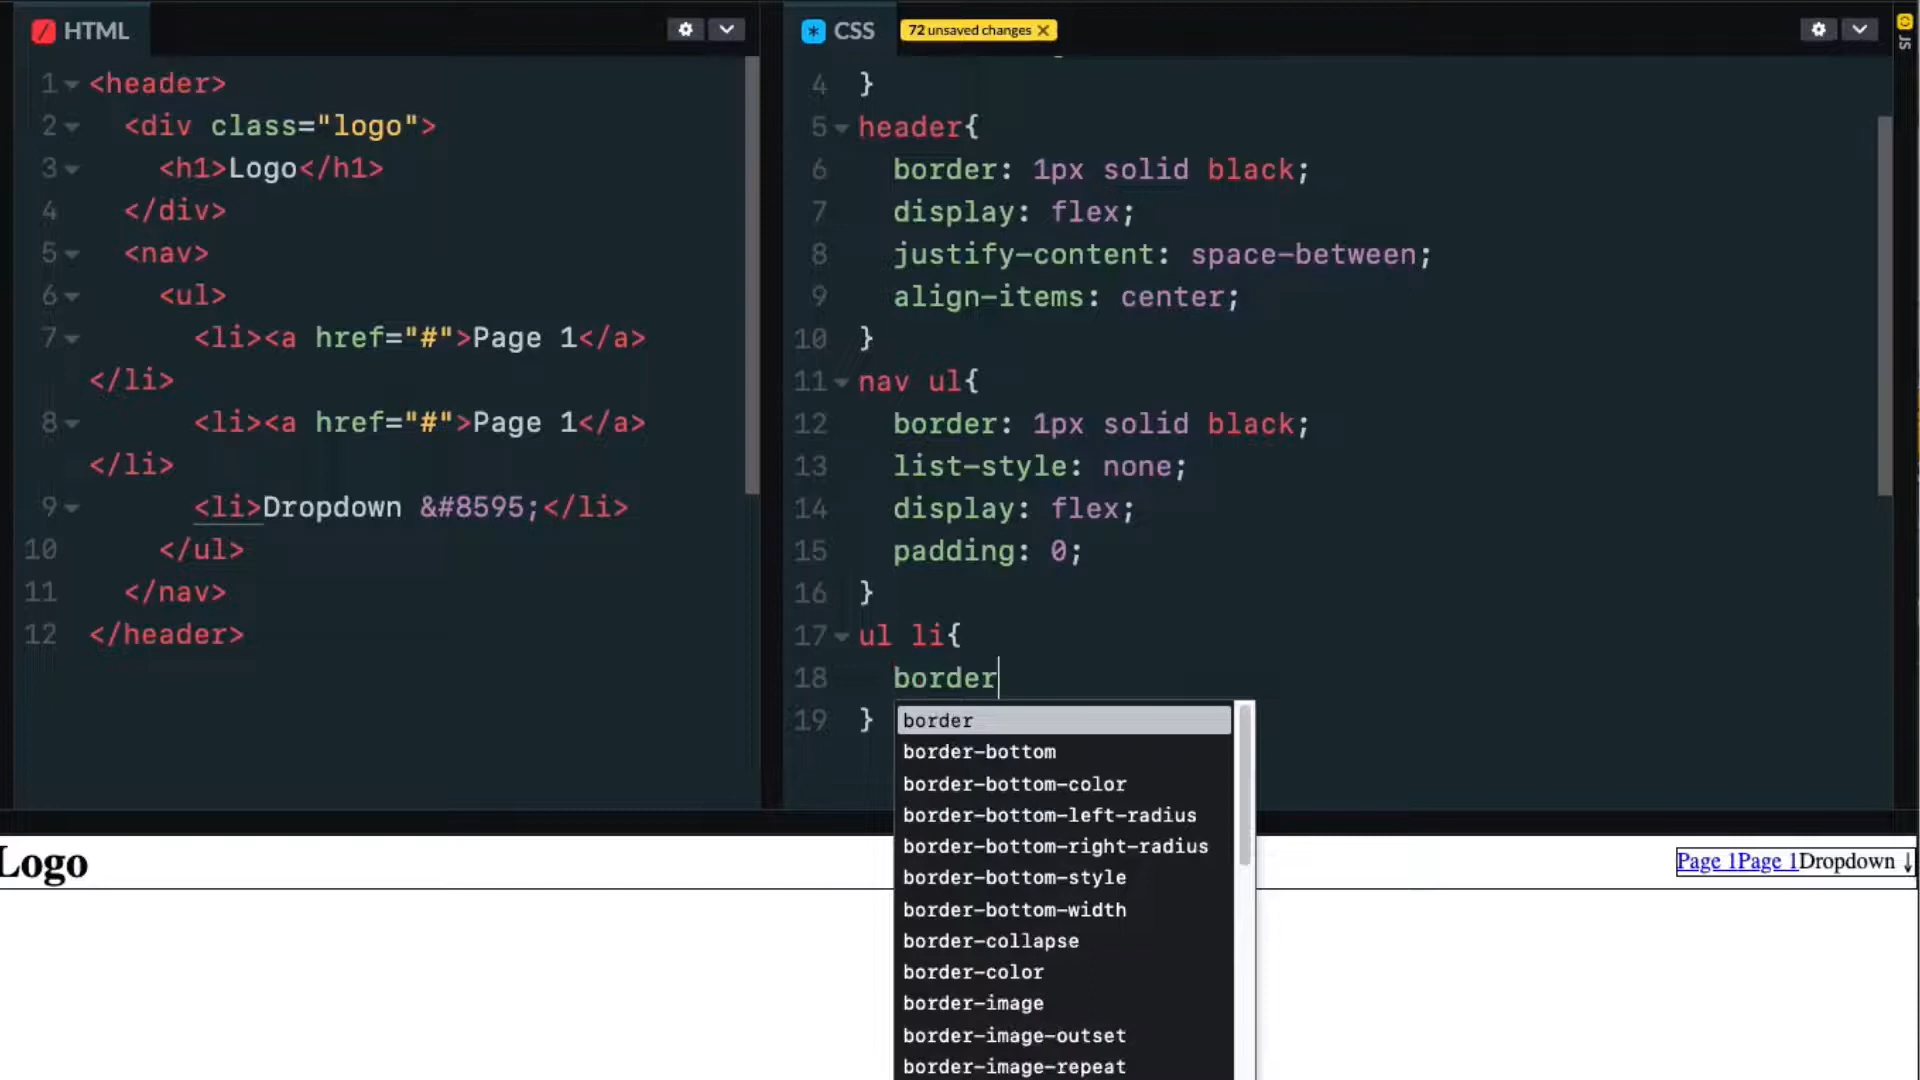 HTML
1 <header>
2 <div class="logo">
3 <h1>Logo</h1>
4 </div>
5 <nav>
6 <ul>
7 <li><a href="#">Page 1</a>
</li>
8 <li><a href="#">Page 1</a>
</li>
9 <li>Dropdown &#8595;</li>
10 </ul>
11 </nav>
12 </header>
CSS 72 unsaved changes
4 }
5 header{
6 border: 1px solid black;
7 display: flex;
8 justify-content: space-between;
9 align-items: center;
10 }
11 nav ul{
12 border: 1px solid black;
13 list-style: none;
14 display: flex;
15 padding: 0;
16 }
17 ul li{
18 border
19 }
border
border-bottom
border-bottom-color
border-bottom-left-radius
border-bottom-right-radius
border-bottom-style
border-bottom-width
border-collapse
border-color
border-image
border-image-outset
border-image-repeat
JS
Logo
Page 1Page 1Dropdown ↓